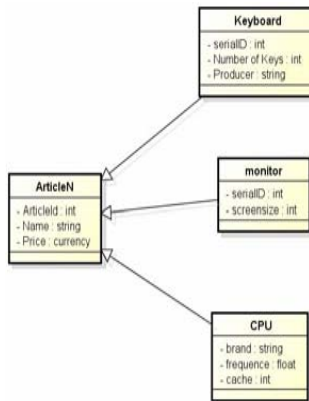 Keyboard
- serialID : int
- Number of Keys : int
- Producer : string
ArticleN
- ArticleId : int
- Name : string
- Price : currency
monitor
- serialID : int
- screensize : int
CPU
- brand : string
- frequence : float
- cache : int